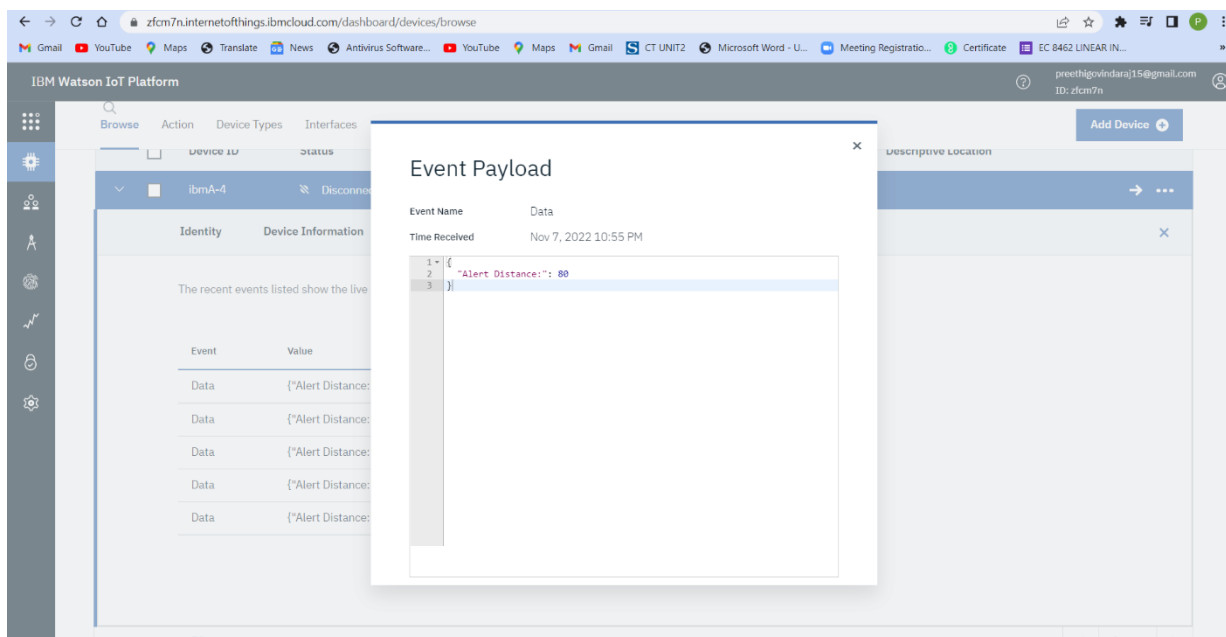 zfcm7n.internetofthings.ibmcloud.com/dashboard/devices/browse
Gmail YouTube Maps Translate News Antivirus Software... YouTube Maps Gmail CT UNIT2 Microsoft Word - U... Meeting Registratio... Certificate EC 8462 LINEAR IN... »
IBM Watson IoT Platform
preethigovindaraj15@gmail.com
ID: zfcm7n
Browse Action Device Types Interfaces
Add Device
Device ID Status Descriptive Location
ibmA-4 Disconne
Identity Device Information
The recent events listed show the live
Event Value
Data {"Alert Distance:
Data {"Alert Distance:
Data {"Alert Distance:
Data {"Alert Distance:
Data {"Alert Distance:
Event Payload
Event Name Data
Time Received Nov 7, 2022 10:55 PM
1 {
2 "Alert Distance:": 80
3 }